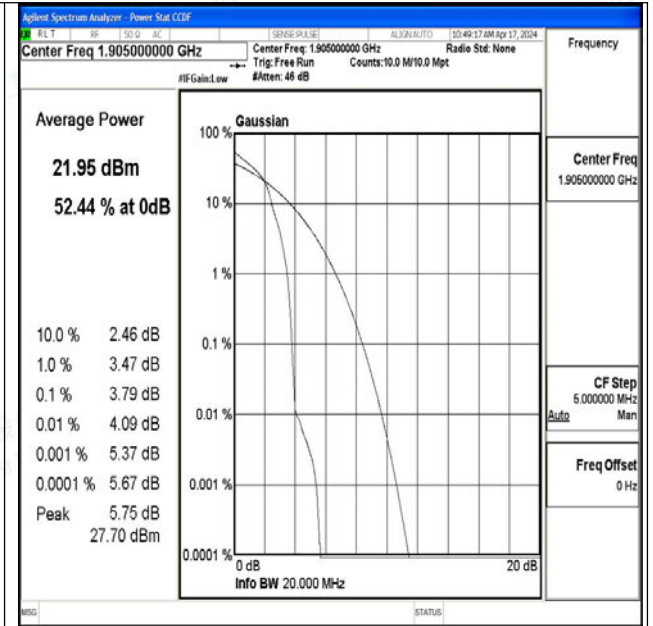 Agilent Spectrum Analyzer - Power Stat CCDF
RLT RF 50 Ω AC SENSE:PULSE ALIGN AUTO 10:49:17 AM Apr 17, 2024
Center Freq 1.905000000 GHz
Center Freq: 1.905000000 GHz Radio Std: None
Trig: Free Run Counts:10.0 M/10.0 Mpt
#IFGain:Low #Atten: 46 dB
Frequency
Average Power
21.95 dBm
52.44 % at 0dB
10.0 % 2.46 dB
1.0 % 3.47 dB
0.1 % 3.79 dB
0.01 % 4.09 dB
0.001 % 5.37 dB
0.0001 % 5.67 dB
Peak 5.75 dB
27.70 dBm
Gaussian
100 %
10 %
1 %
0.1 %
0.01 %
0.001 %
0.0001 %
0 dB 20 dB
Info BW 20.000 MHz
Center Freq
1.905000000 GHz
CF Step
5.000000 MHz
Auto Man
Freq Offset
0 Hz
MSG STATUS